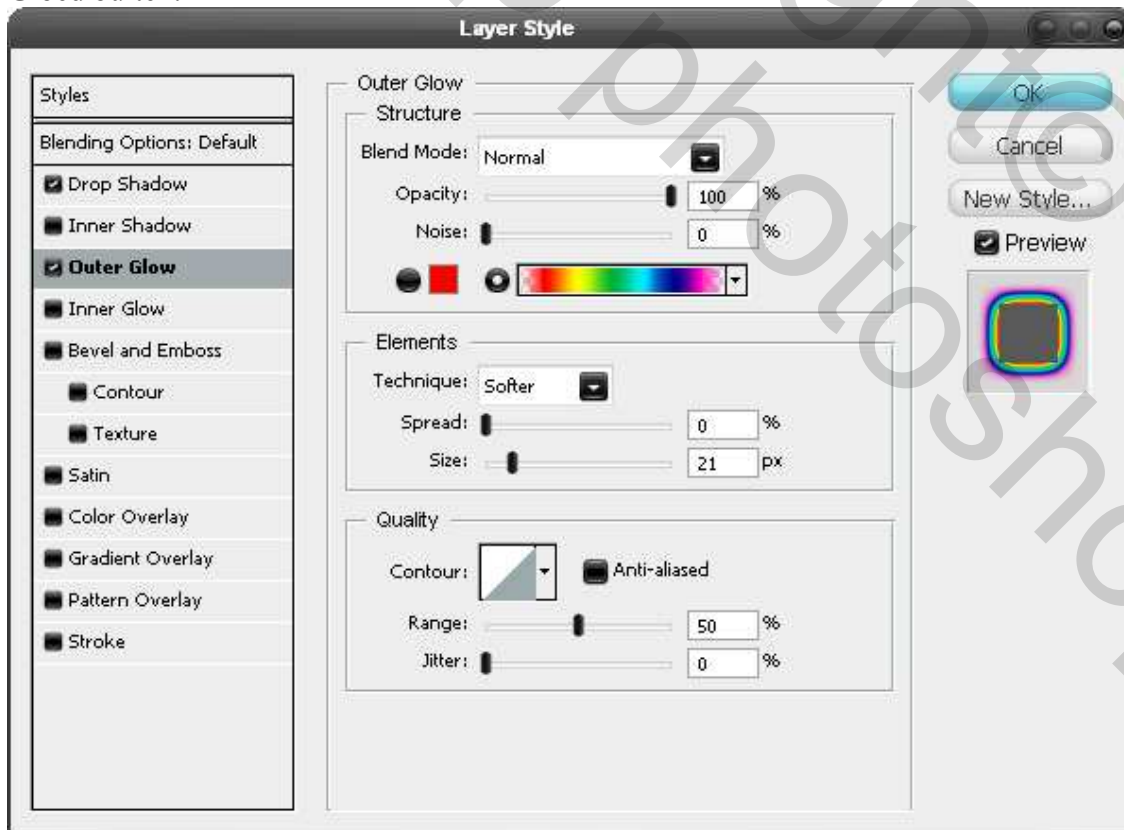 Layer Style
Styles
Blending Options: Default
Drop Shadow
Inner Shadow
Outer Glow
Inner Glow
Bevel and Emboss
Contour
Texture
Satin
Color Overlay
Gradient Overlay
Pattern Overlay
Stroke
Outer Glow
Structure
Blend Mode: Normal
Opacity: 100 %
Noise: 0 %
Elements
Technique: Softer
Spread: 0 %
Size: 21 px
Quality
Contour: Anti-aliased
Range: 50 %
Jitter: 0 %
OK
Cancel
New Style...
Preview
photosho